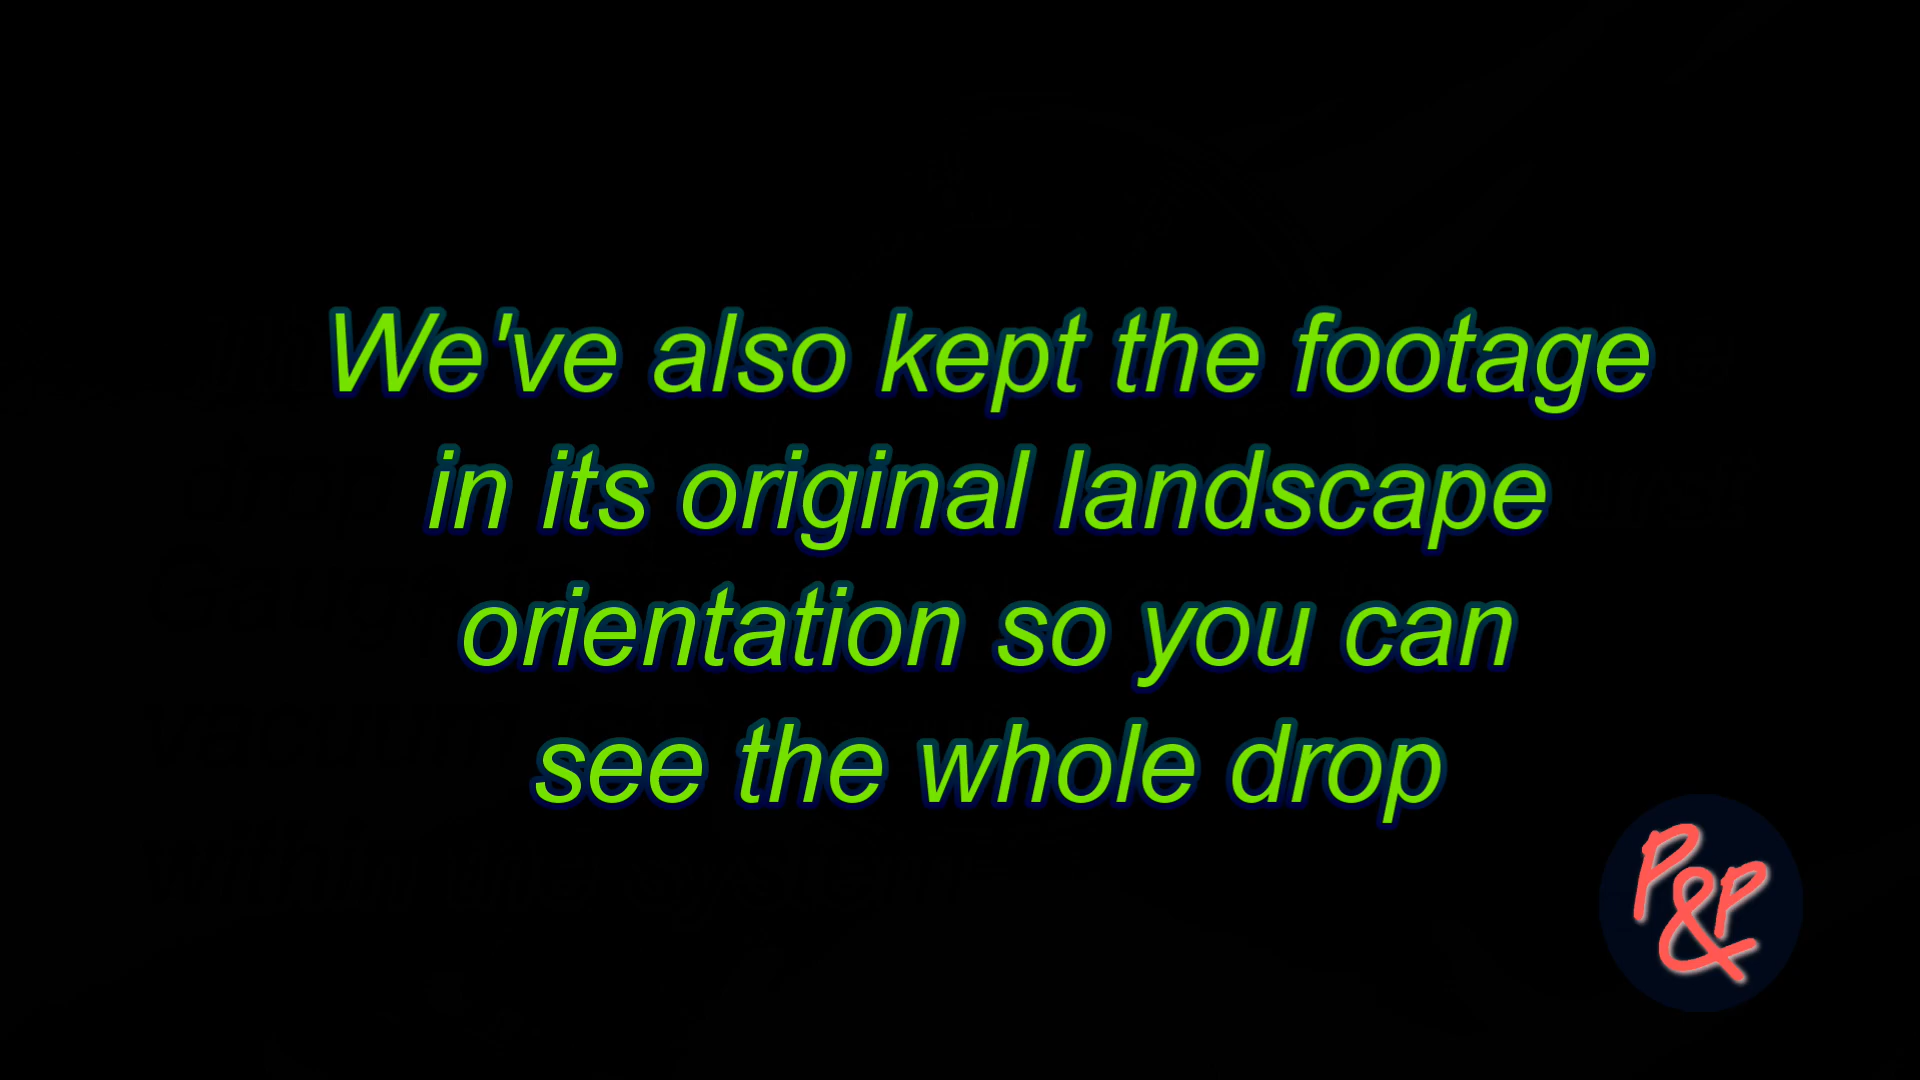 We've also kept the footage
in its original landscape
orientation so you can
see the whole drop
P&P